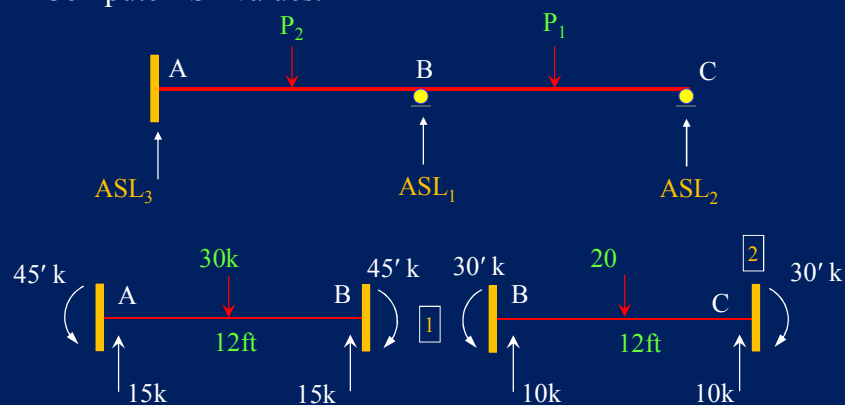 P₂ P₁
A B C
ASL₃ ASL₁ ASL₂
45′ k 30k 45′ k 30′ k 20 2 30′ k
A B 1 B C
12ft 12ft
15k 15k 10k 10k